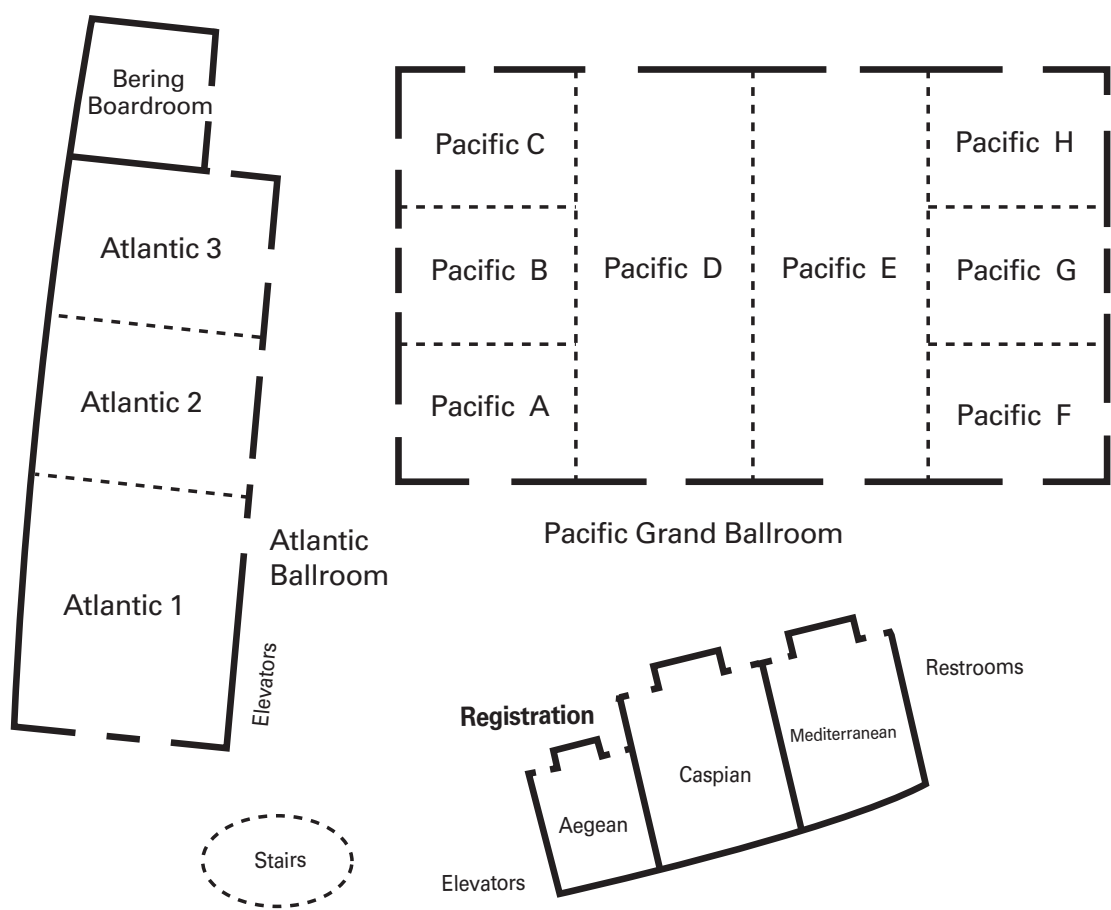 Bering
Boardroom
Atlantic 3
Atlantic 2
Atlantic 1
Atlantic
Ballroom
Elevators
Stairs
Pacific C
Pacific B
Pacific A
Pacific D
Pacific E
Pacific H
Pacific G
Pacific F
Pacific Grand Ballroom
Registration
Aegean
Caspian
Mediterranean
Restrooms
Elevators